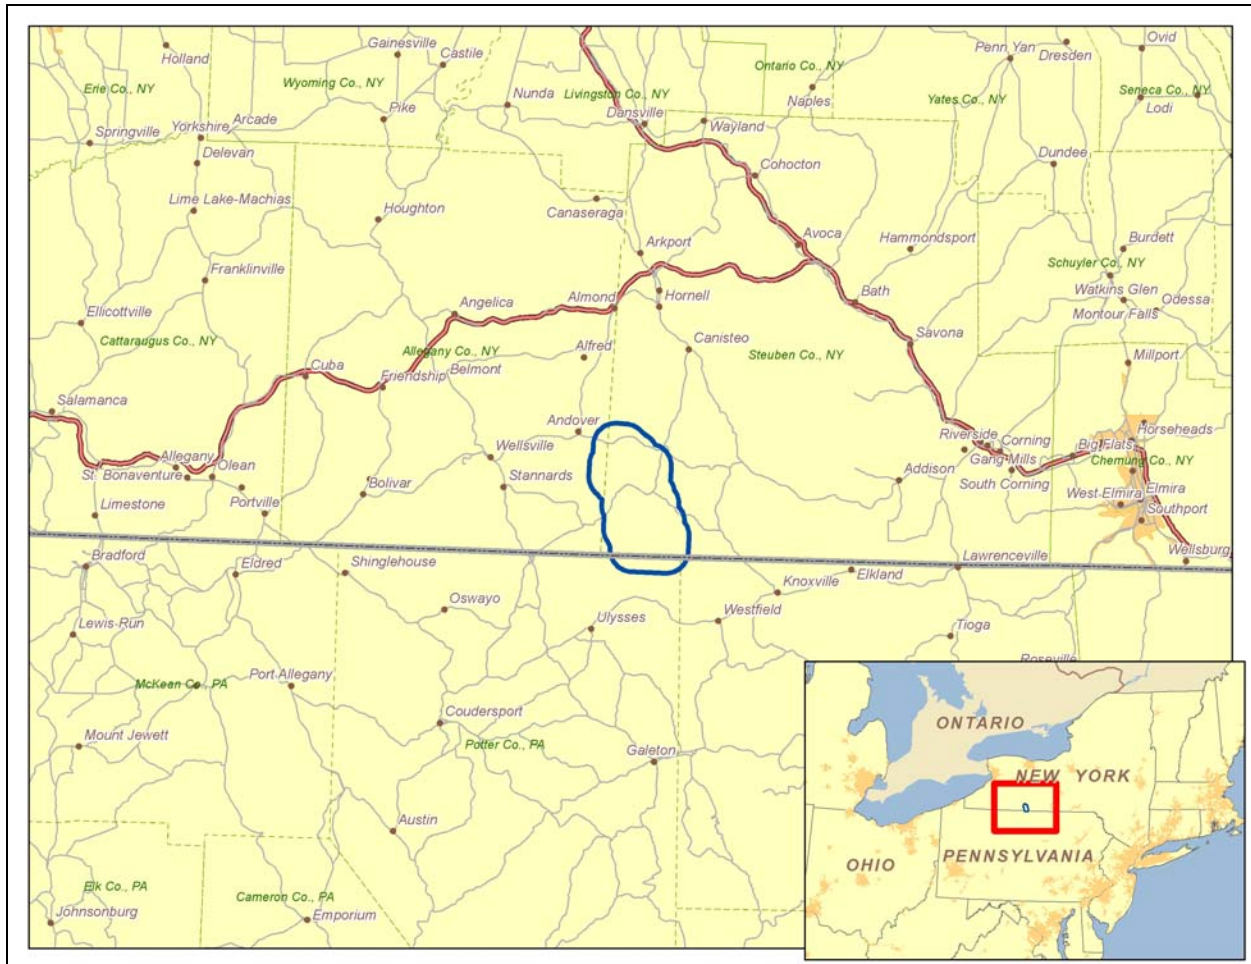 Holland
Gainesville
Castile
Penn Yan
Dresden
Ovid
Erie Co., NY
Wyoming Co., NY
Livingston Co., NY
Ontario Co., NY
Yates Co., NY
Seneca Co., NY
Nunda
Naples
Lodi
Pike
Dansville
Wayland
Springville
Yorkshire
Arcade
Delevan
Cohocton
Dundee
Lime Lake-Machias
Houghton
Canaseraga
Arkport
Avoca
Hammondsport
Burdett
Schuyler Co., NY
Franklinville
Watkins Glen
Odessa
Montour Falls
Ellicottville
Angelica
Almond
Hornell
Bath
Cattaraugus Co., NY
Allegany Co., NY
Alfred
Canisteo
Steuben Co., NY
Savona
Cuba
Friendship
Belmont
Millport
Salamanca
Andover
Horseheads
Riverside
Corning
Big Flats
Allegany
Olean
Wellsville
Gang Mills
Chemung Co., NY
St. Bonaventure
Bolivar
Stannards
Addison
South Corning
Elmira
West Elmira
Limestone
Portville
Southport
Bradford
Eldred
Shinglehouse
Lawrenceville
Wellsburg
Knoxville
Elkland
Oswayo
Ulysses
Westfield
Lewis-Run
Tioga
Roseville
McKean Co., PA
Port Allegany
Coudersport
Potter Co., PA
Mount Jewett
Galeton
Austin
Elk Co., PA
Cameron Co., PA
Johnsonburg
Emporium
ONTARIO
NEW YORK
PENNSYLVANIA
OHIO